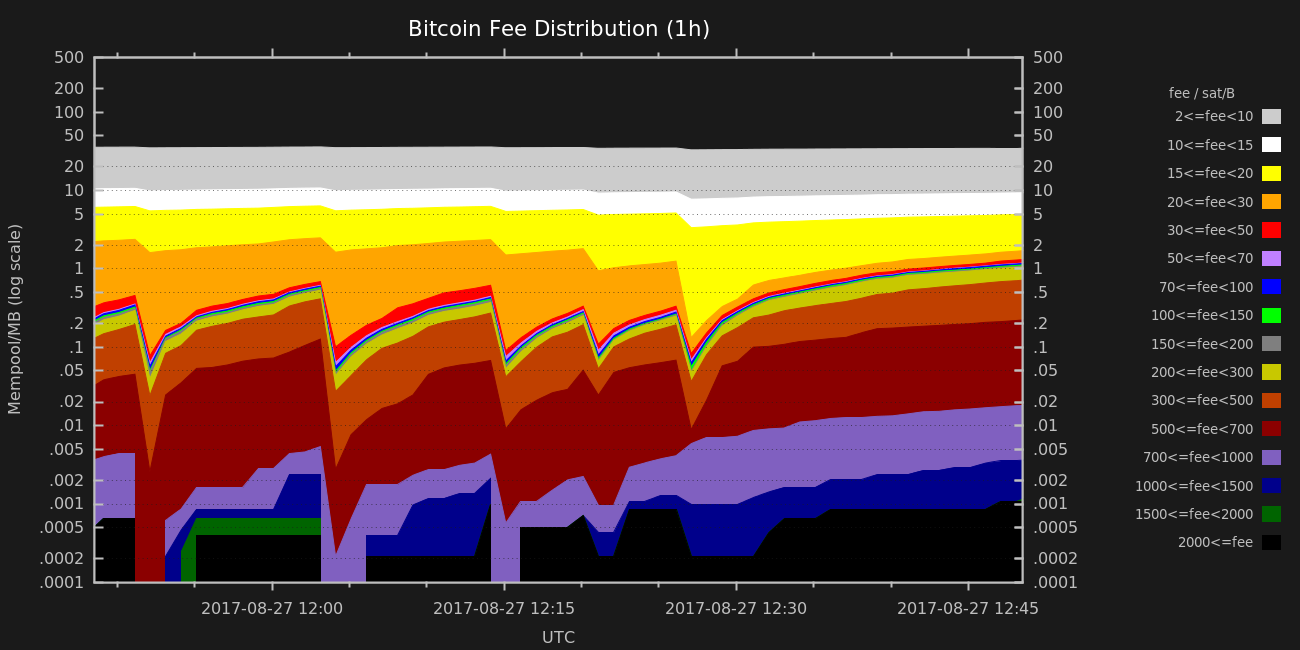 Bitcoin Fee Distribution (1h)
500
200
100
50
20
10
5
2
1
.5
.2
.1
.05
.02
.01
.005
.002
.001
.0005
.0002
.0001
Mempool/MB (log scale)
500
200
100
50
20
10
5
2
1
.5
.2
.1
.05
.02
.01
.005
.002
.001
.0005
.0002
.0001
2017-08-27 12:00
2017-08-27 12:15
2017-08-27 12:30
2017-08-27 12:45
UTC
fee / sat/B
2<=fee<10
10<=fee<15
15<=fee<20
20<=fee<30
30<=fee<50
50<=fee<70
70<=fee<100
100<=fee<150
150<=fee<200
200<=fee<300
300<=fee<500
500<=fee<700
700<=fee<1000
1000<=fee<1500
1500<=fee<2000
2000<=fee